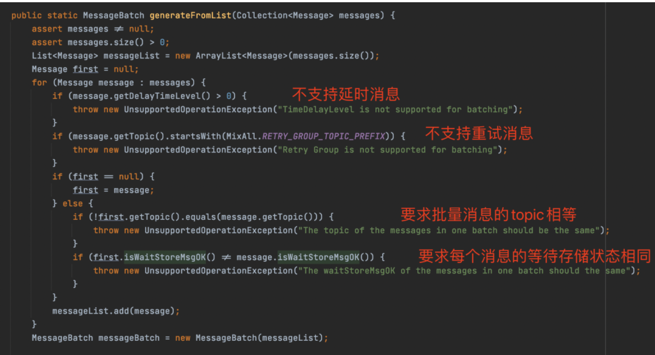 public static MessageBatch generateFromList(Collection<Message> messages) {
assert messages ≠ null;
assert messages.size() > 0;
List<Message> messageList = new ArrayList<Message>(messages.size());
Message first = null;
for (Message message : messages) {
if (message.getDelayTimeLevel() > 0) { 不支持延时消息
throw new UnsupportedOperationException("TimeDelayLevel is not supported for batching");
}
if (message.getTopic().startsWith(MixAll.RETRY_GROUP_TOPIC_PREFIX)) { 不支持重试消息
throw new UnsupportedOperationException("Retry Group is not supported for batching");
}
if (first == null) {
first = message;
} else {
if (!first.getTopic().equals(message.getTopic())) { 要求批量消息的topic相等
throw new UnsupportedOperationException("The topic of the messages in one batch should be the same");
}
if (first.isWaitStoreMsgOK() ≠ message.isWaitStoreMsgOK()) { 要求每个消息的等待存储状态相同
throw new UnsupportedOperationException("The waitStoreMsgOK of the messages in one batch should the same");
}
}
messageList.add(message);
}
MessageBatch messageBatch = new MessageBatch(messageList);